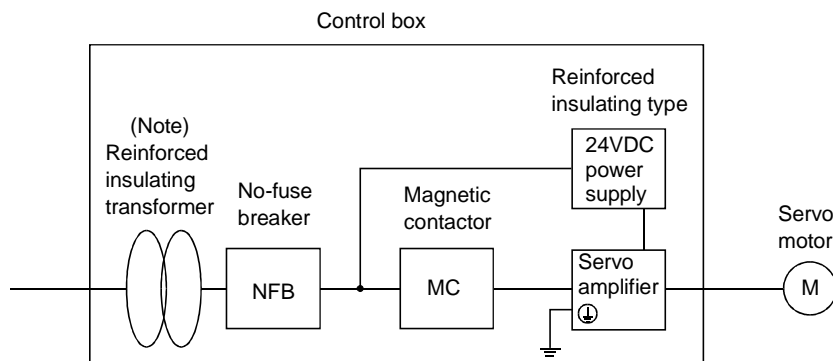 Control box
Reinforced
insulating type
(Note)
Reinforced
insulating
transformer
No-fuse
breaker
Magnetic
contactor
24VDC
power
supply
Servo
motor
NFB
MC
Servo
amplifier
M